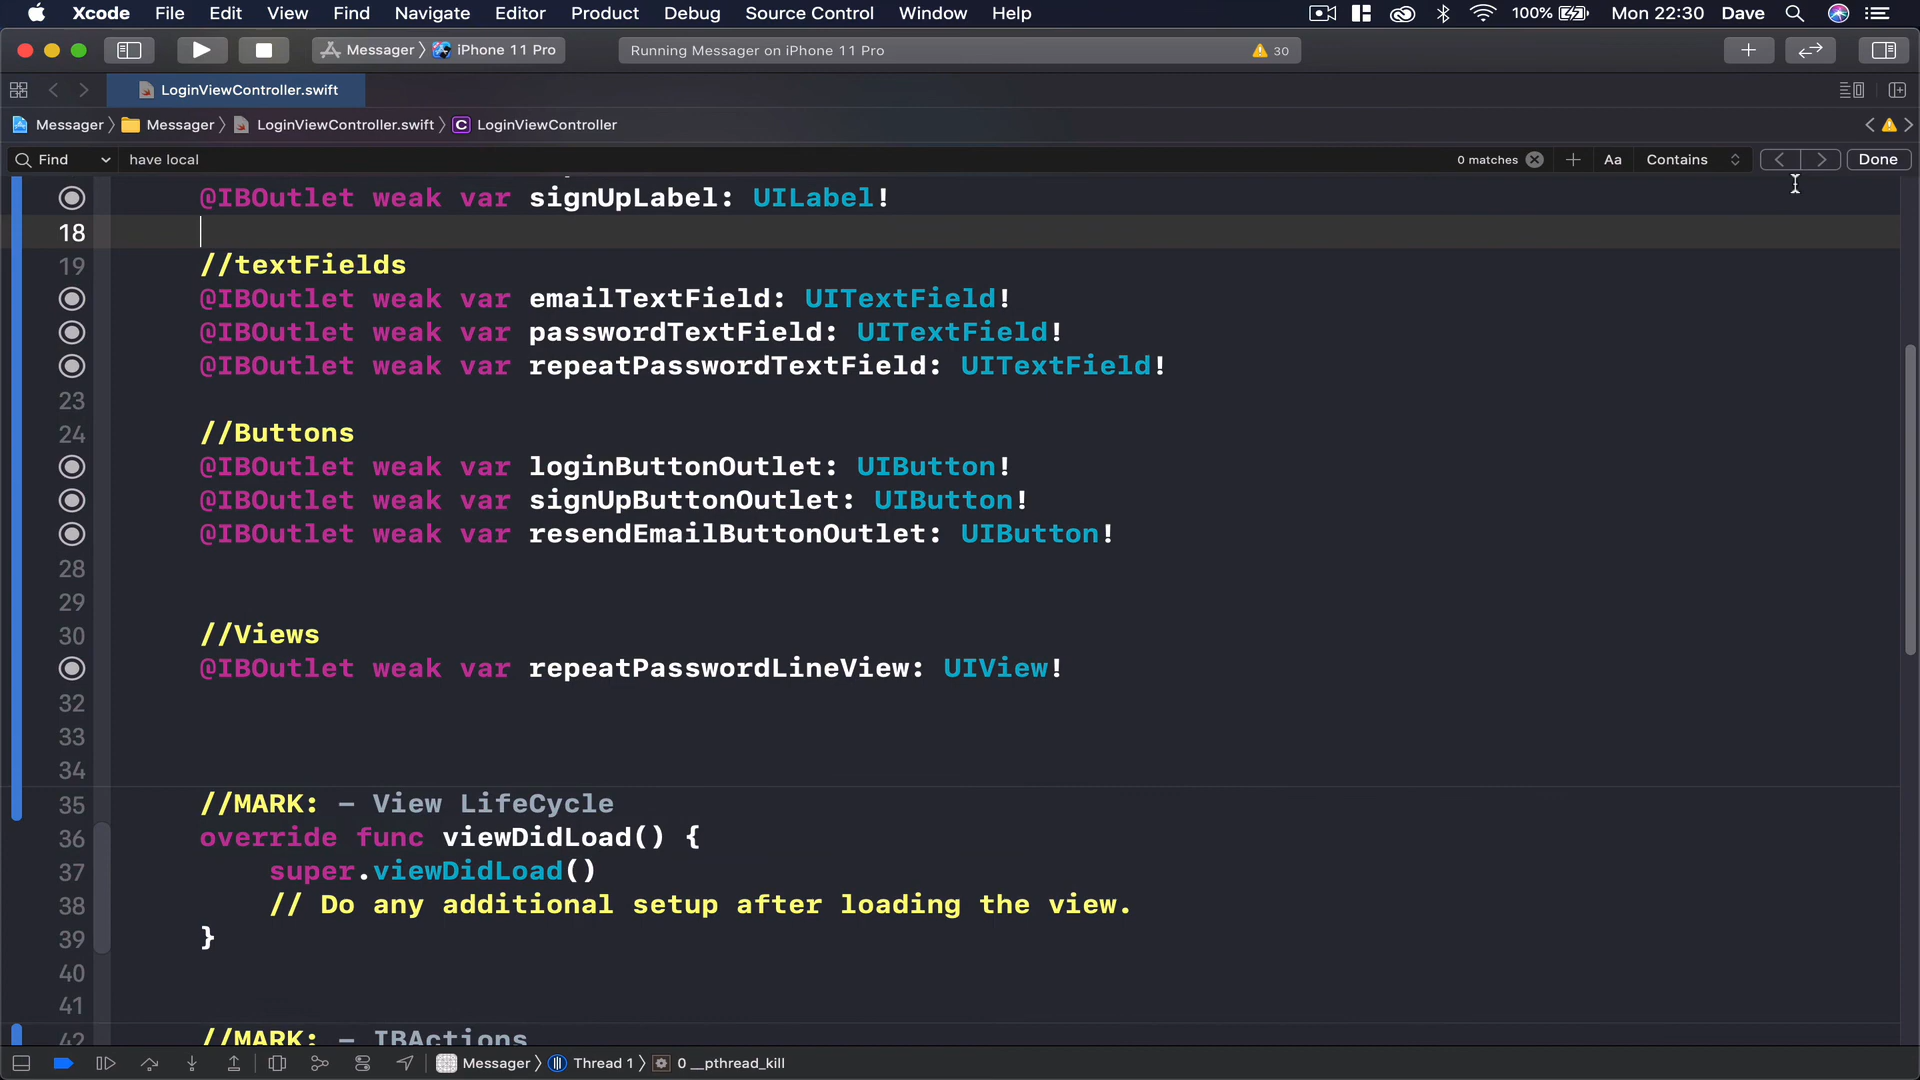 Xcode File Edit View Find Navigate Editor Product Debug Source Control Window Help 100% Mon 22:30 Dave
Messager iPhone 11 Pro Running Messager on iPhone 11 Pro 30
LoginViewController.swift
Messager Messager LoginViewController.swift C LoginViewController
Find have local 0 matches Aa Contains Done
@IBOutlet weak var signUpLabel: UILabel!
18
19 //textFields
@IBOutlet weak var emailTextField: UITextField!
@IBOutlet weak var passwordTextField: UITextField!
@IBOutlet weak var repeatPasswordTextField: UITextField!
23
24 //Buttons
@IBOutlet weak var loginButtonOutlet: UIButton!
@IBOutlet weak var signUpButtonOutlet: UIButton!
@IBOutlet weak var resendEmailButtonOutlet: UIButton!
28
29
30 //Views
@IBOutlet weak var repeatPasswordLineView: UIView!
32
33
34
35 //MARK: - View LifeCycle
36 override func viewDidLoad() {
37 super.viewDidLoad()
38 // Do any additional setup after loading the view.
39 }
40
41
42 //MARK: - IBActions
Messager Thread 1 0 __pthread_kill